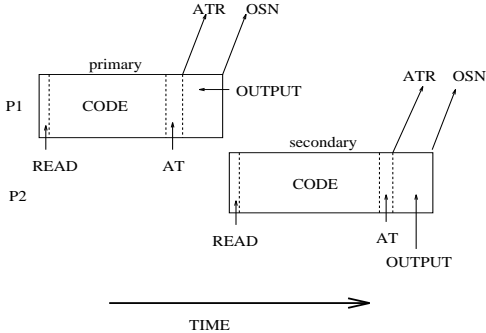 ATR OSN
primary
P1 CODE OUTPUT
READ AT
ATR OSN
secondary
P2 CODE
READ AT
OUTPUT
TIME